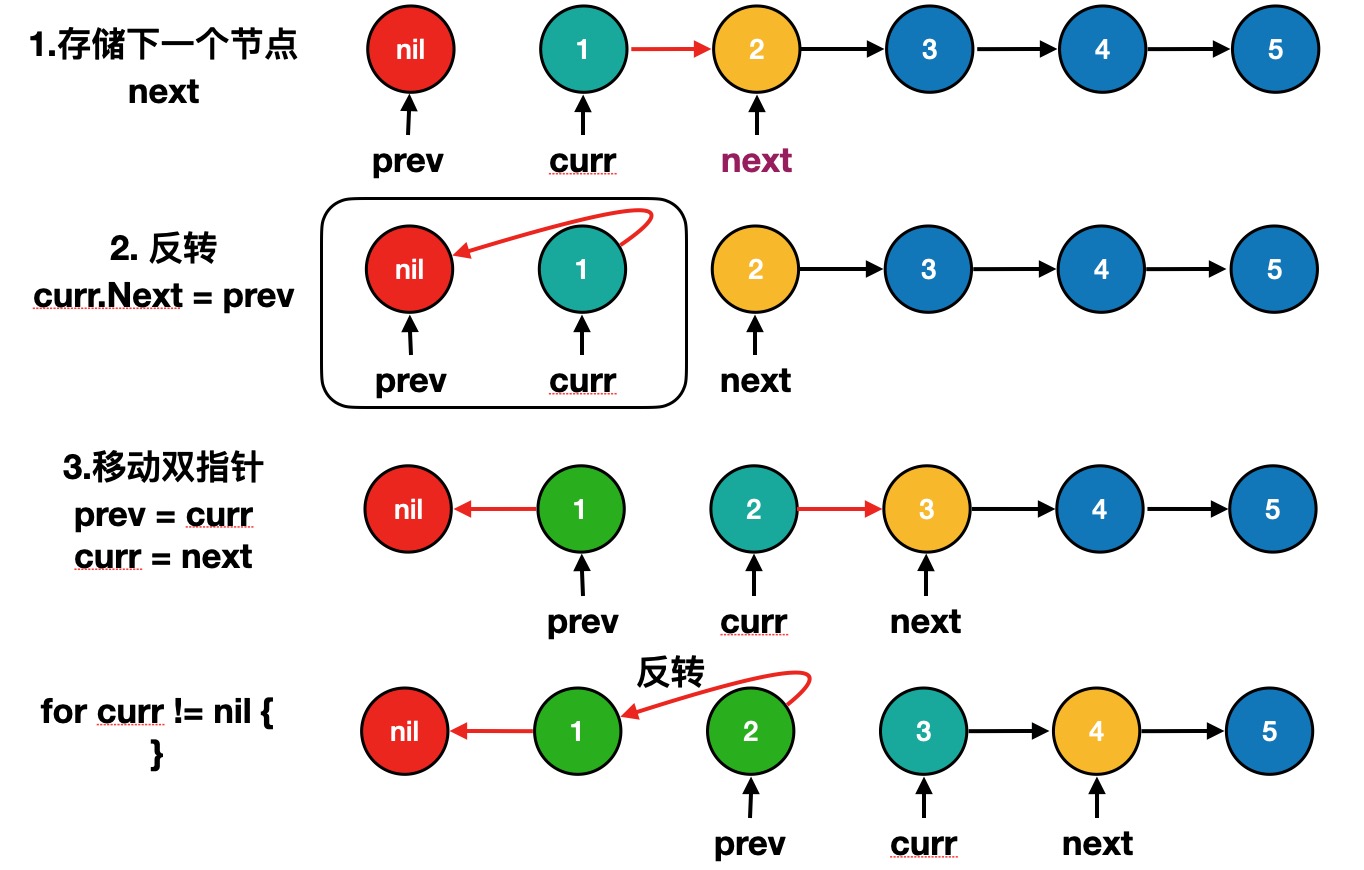 1.存储下一个节点
next
nil 1 2 3 4 5
prev curr next
2. 反转
curr.Next = prev
nil 1 2 3 4 5
prev curr next
3.移动双指针
prev = curr
curr = next
nil 1 2 3 4 5
prev curr next
反转
for curr != nil {
}
nil 1 2 3 4 5
prev curr next